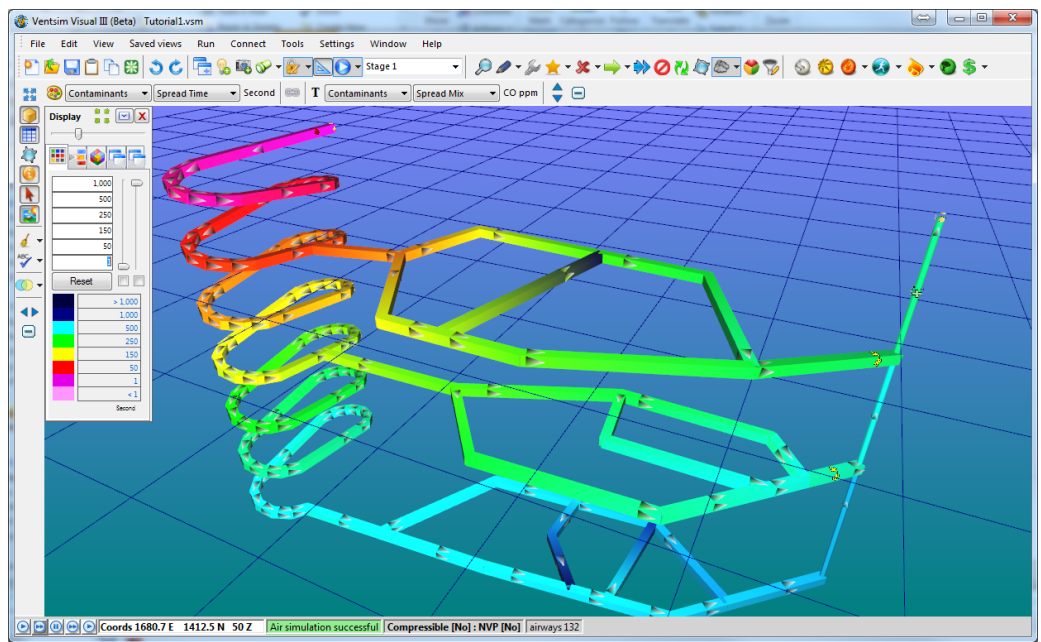 Ventsim Visual III (Beta) Tutorial1.vsm
File Edit View Saved views Run Connect Tools Settings Window Help
Stage 1
Contaminants Spread Time Second T Contaminants Spread Mix CO ppm
Display
1,000
500
250
150
50
1
Reset
> 1.000
1,000
500
250
150
50
1
< 1
Second
ABC
Coords 1680.7 E 1412.5 N 50 Z Air simulation successful Compressible [No] : NVP [No] airways 132